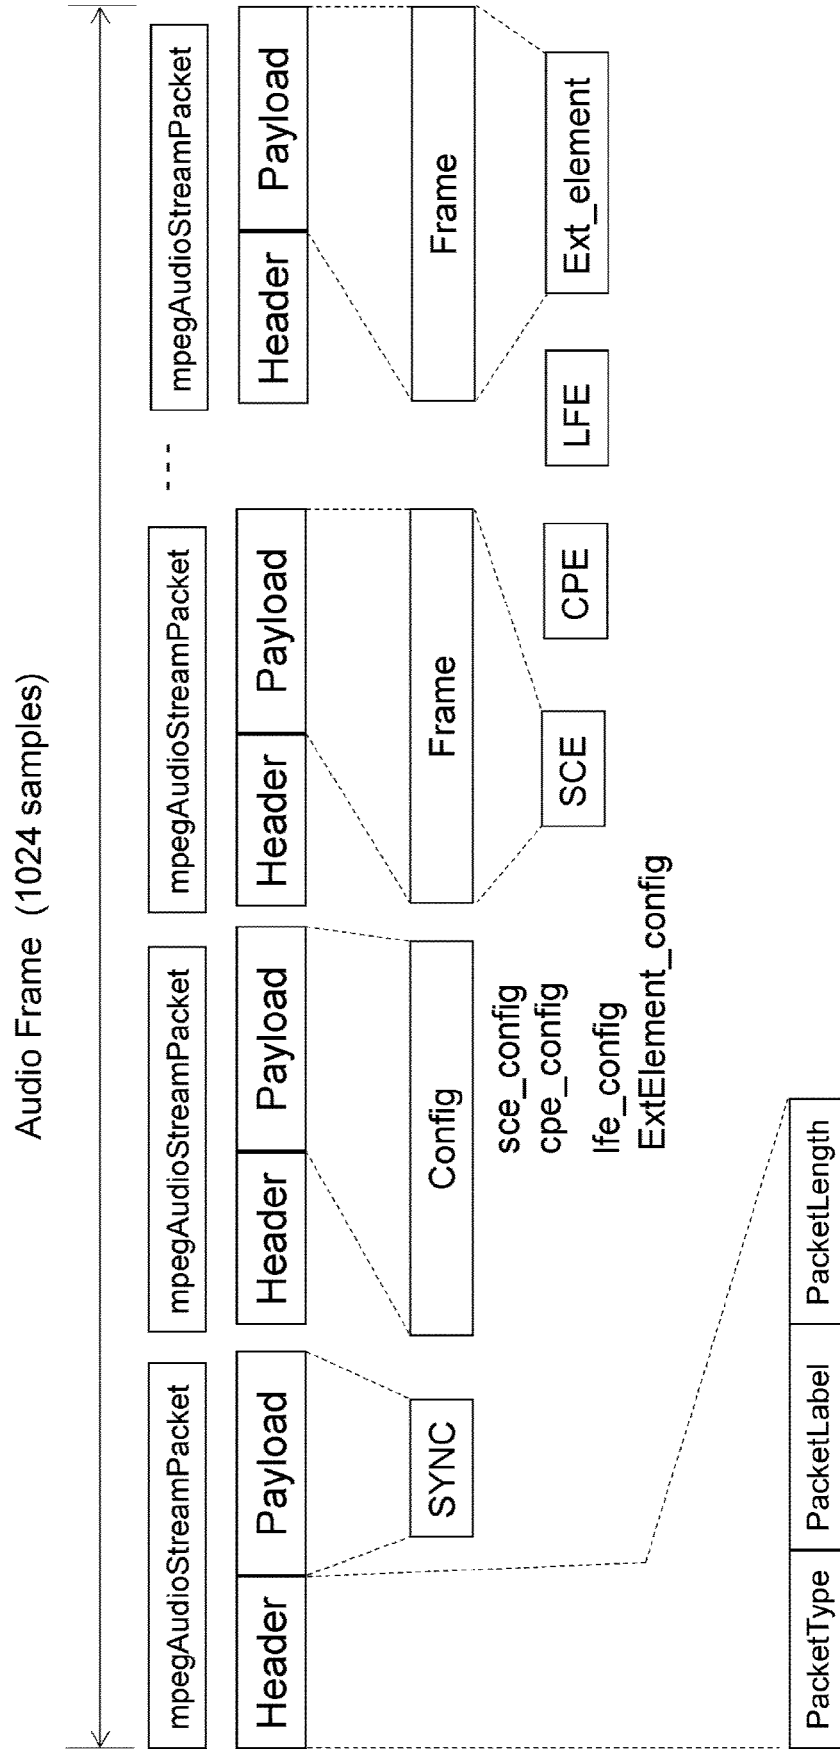 Audio Frame (1024 samples)
mpegAudioStreamPacket mpegAudioStreamPacket mpegAudioStreamPacket - - - mpegAudioStreamPacket
Header Payload Header Payload Header Payload Header Payload
SYNC Config Frame Frame
sce_config
cpe_config
lfe_config
ExtElement_config
SCE CPE LFE Ext_element
PacketType PacketLabel PacketLength